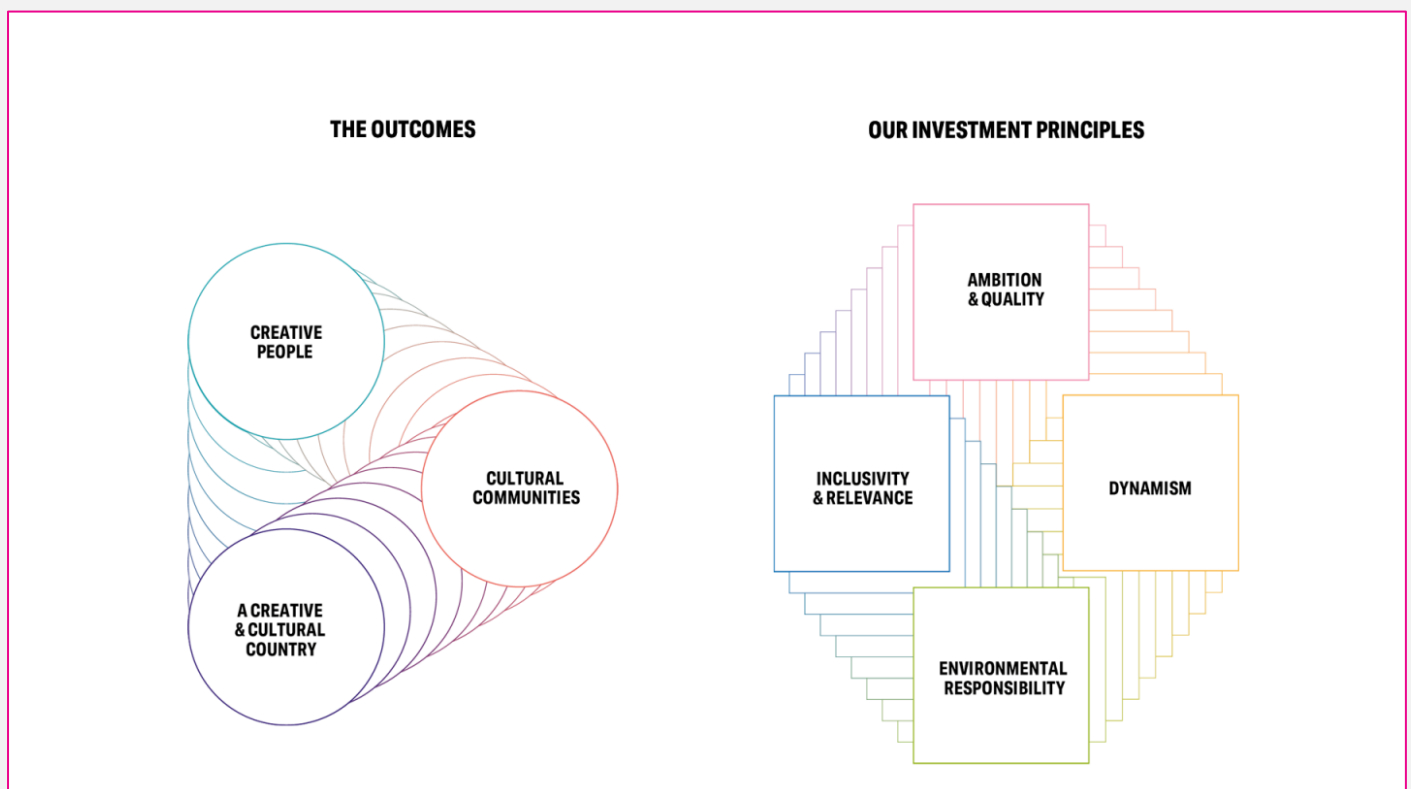 THE OUTCOMES
CREATIVE
PEOPLE
CULTURAL
COMMUNITIES
A CREATIVE
& CULTURAL
COUNTRY
OUR INVESTMENT PRINCIPLES
AMBITION
& QUALITY
INCLUSIVITY
& RELEVANCE
DYNAMISM
ENVIRONMENTAL
RESPONSIBILITY